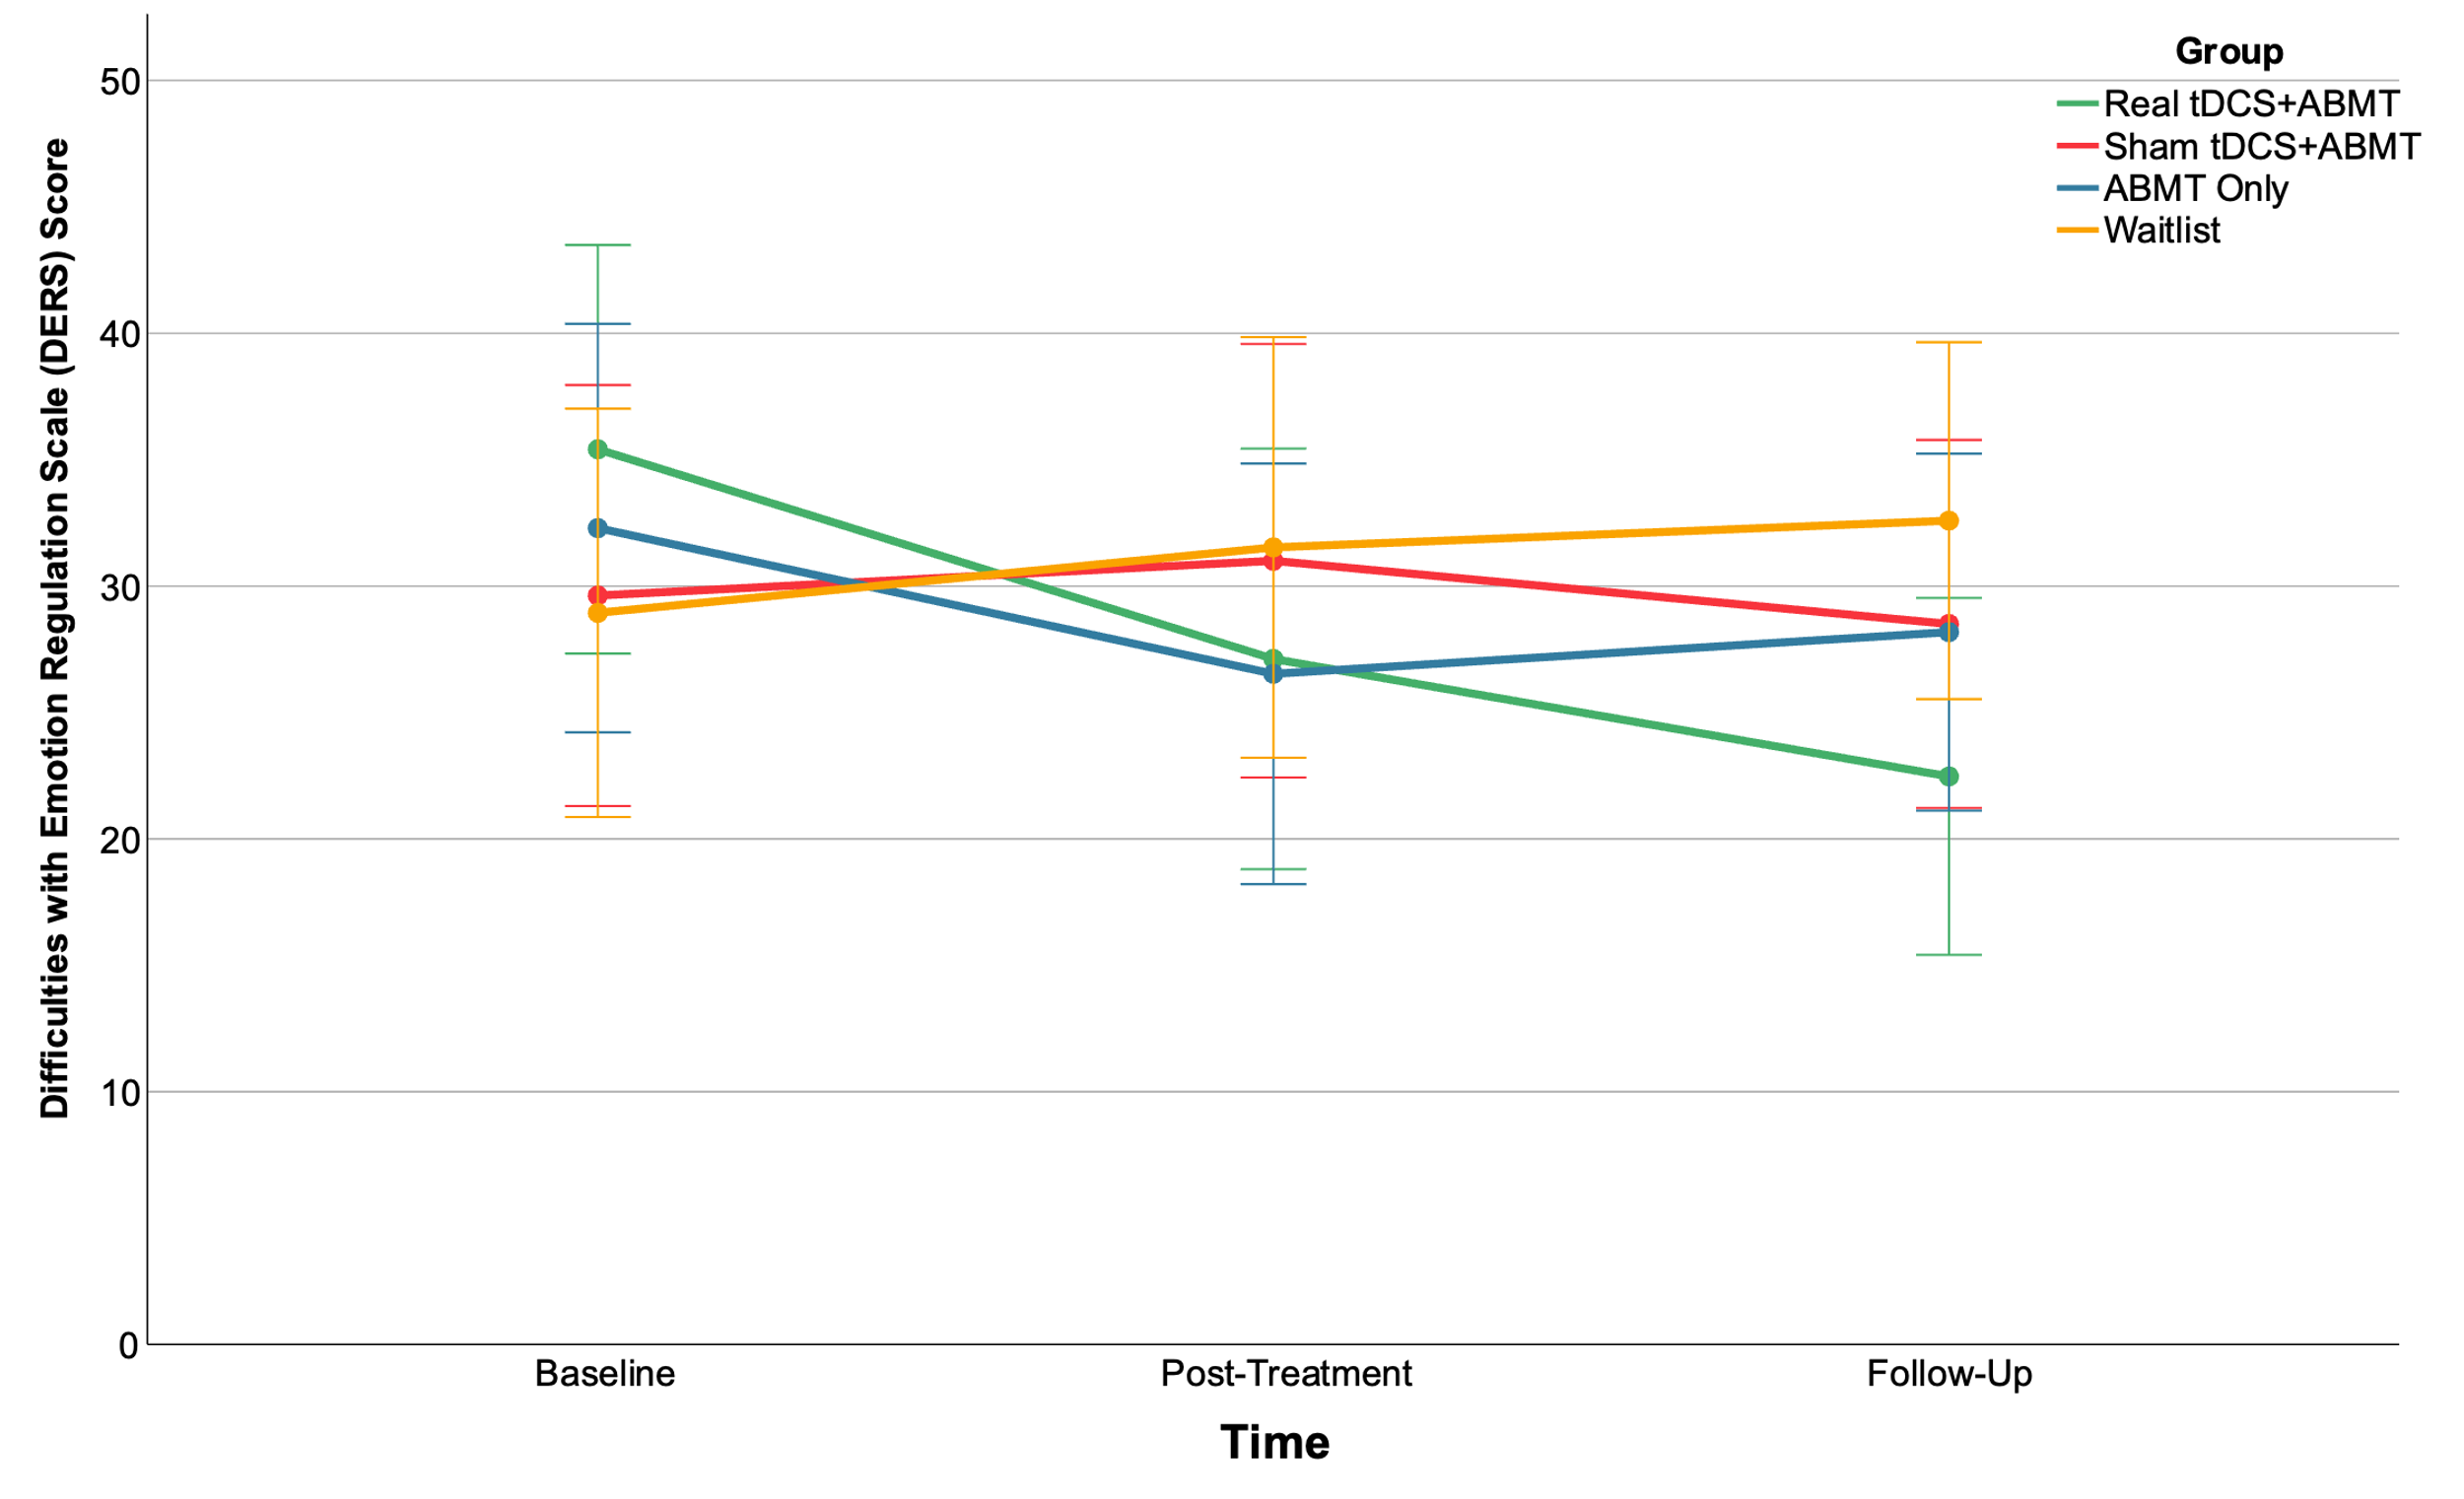 Group
Real tDCS+ABMT
Sham tDCS+ABMT
ABMT Only
Waitlist
Difficulties with Emotion Regulation Scale (DERS) Score
50
40
30
20
10
0
Baseline
Post-Treatment
Follow-Up
Time